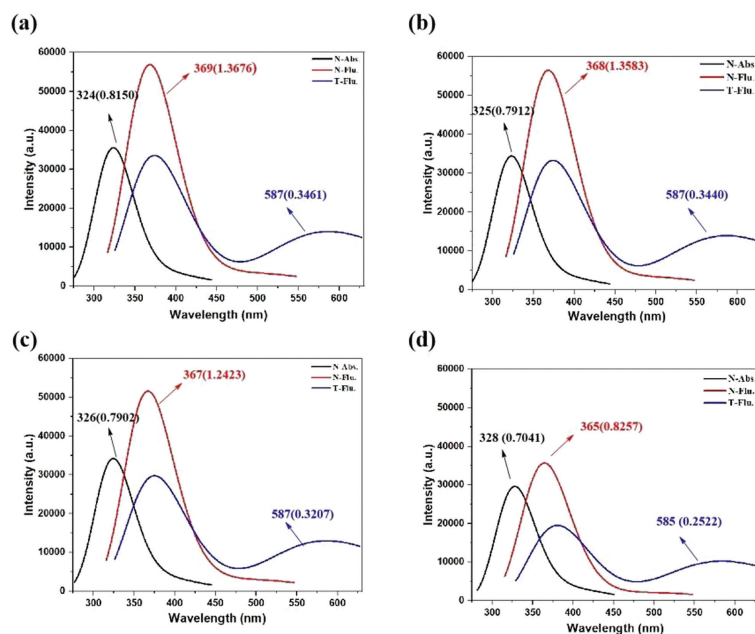 (a)
60000
50000
40000
30000
20000
10000
0
Intensity (a.u.)
300 350 400 450 500 550 600
Wavelength (nm)
324(0.8150)
369(1.3676)
587(0.3461)
N-Abs.
N-Flu.
T-Flu.
(b)
60000
50000
40000
30000
20000
10000
0
Intensity (a.u.)
300 350 400 450 500 550 600
Wavelength (nm)
325(0.7912)
368(1.3583)
587(0.3440)
N-Abs.
N-Flu.
T-Flu.
(c)
60000
50000
40000
30000
20000
10000
0
Intensity (a.u.)
300 350 400 450 500 550 600
Wavelength (nm)
326(0.7902)
367(1.2423)
587(0.3207)
N-Abs.
N-Flu.
T-Flu.
(d)
60000
50000
40000
30000
20000
10000
0
Intensity (a.u.)
300 350 400 450 500 550 600
Wavelength (nm)
328 (0.7041)
365(0.8257)
585 (0.2522)
N-Abs.
N-Flu.
T-Flu.